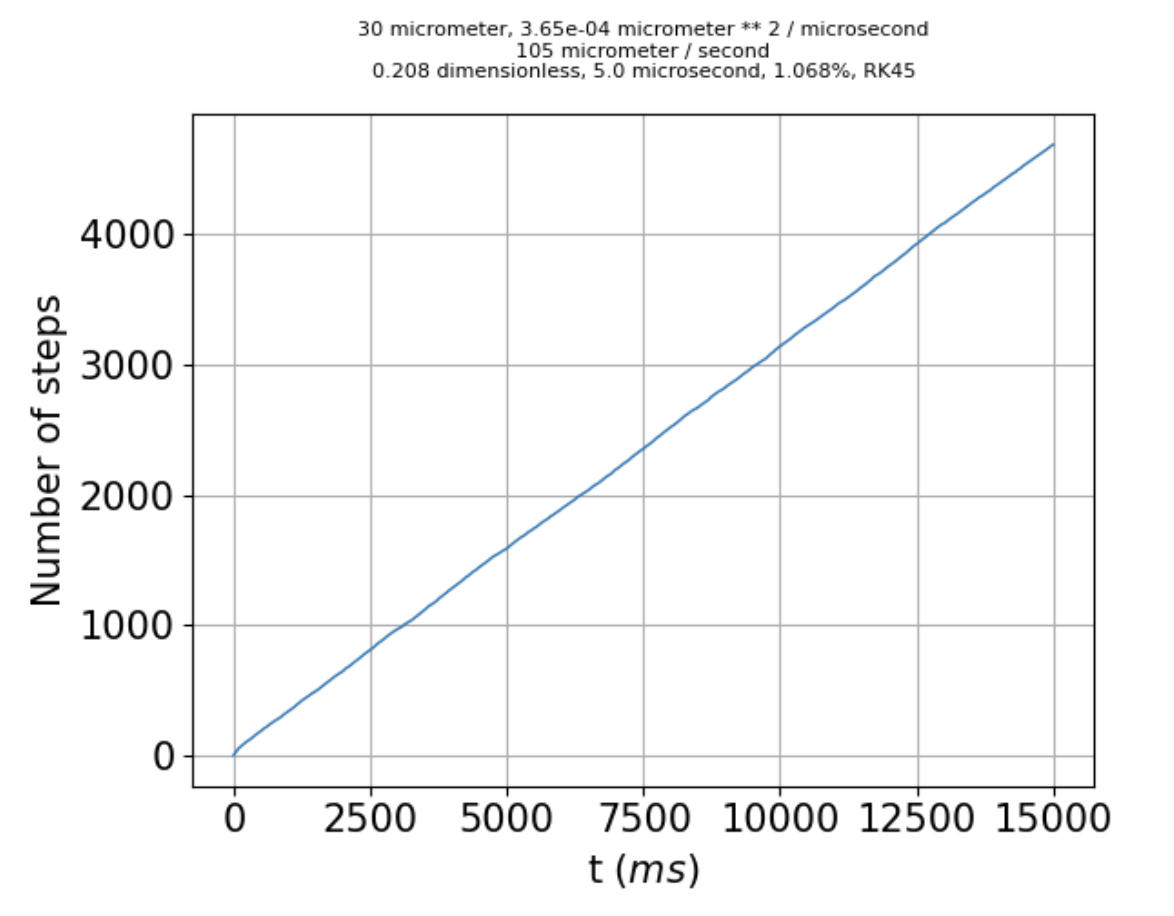 30 micrometer, 3.65e-04 micrometer ** 2 / microsecond
105 micrometer / second
0.208 dimensionless, 5.0 microsecond, 1.068%, RK45
4000
3000
2000
1000
0
Number of steps
0 2500 5000 7500 10000 12500 15000
t (ms)